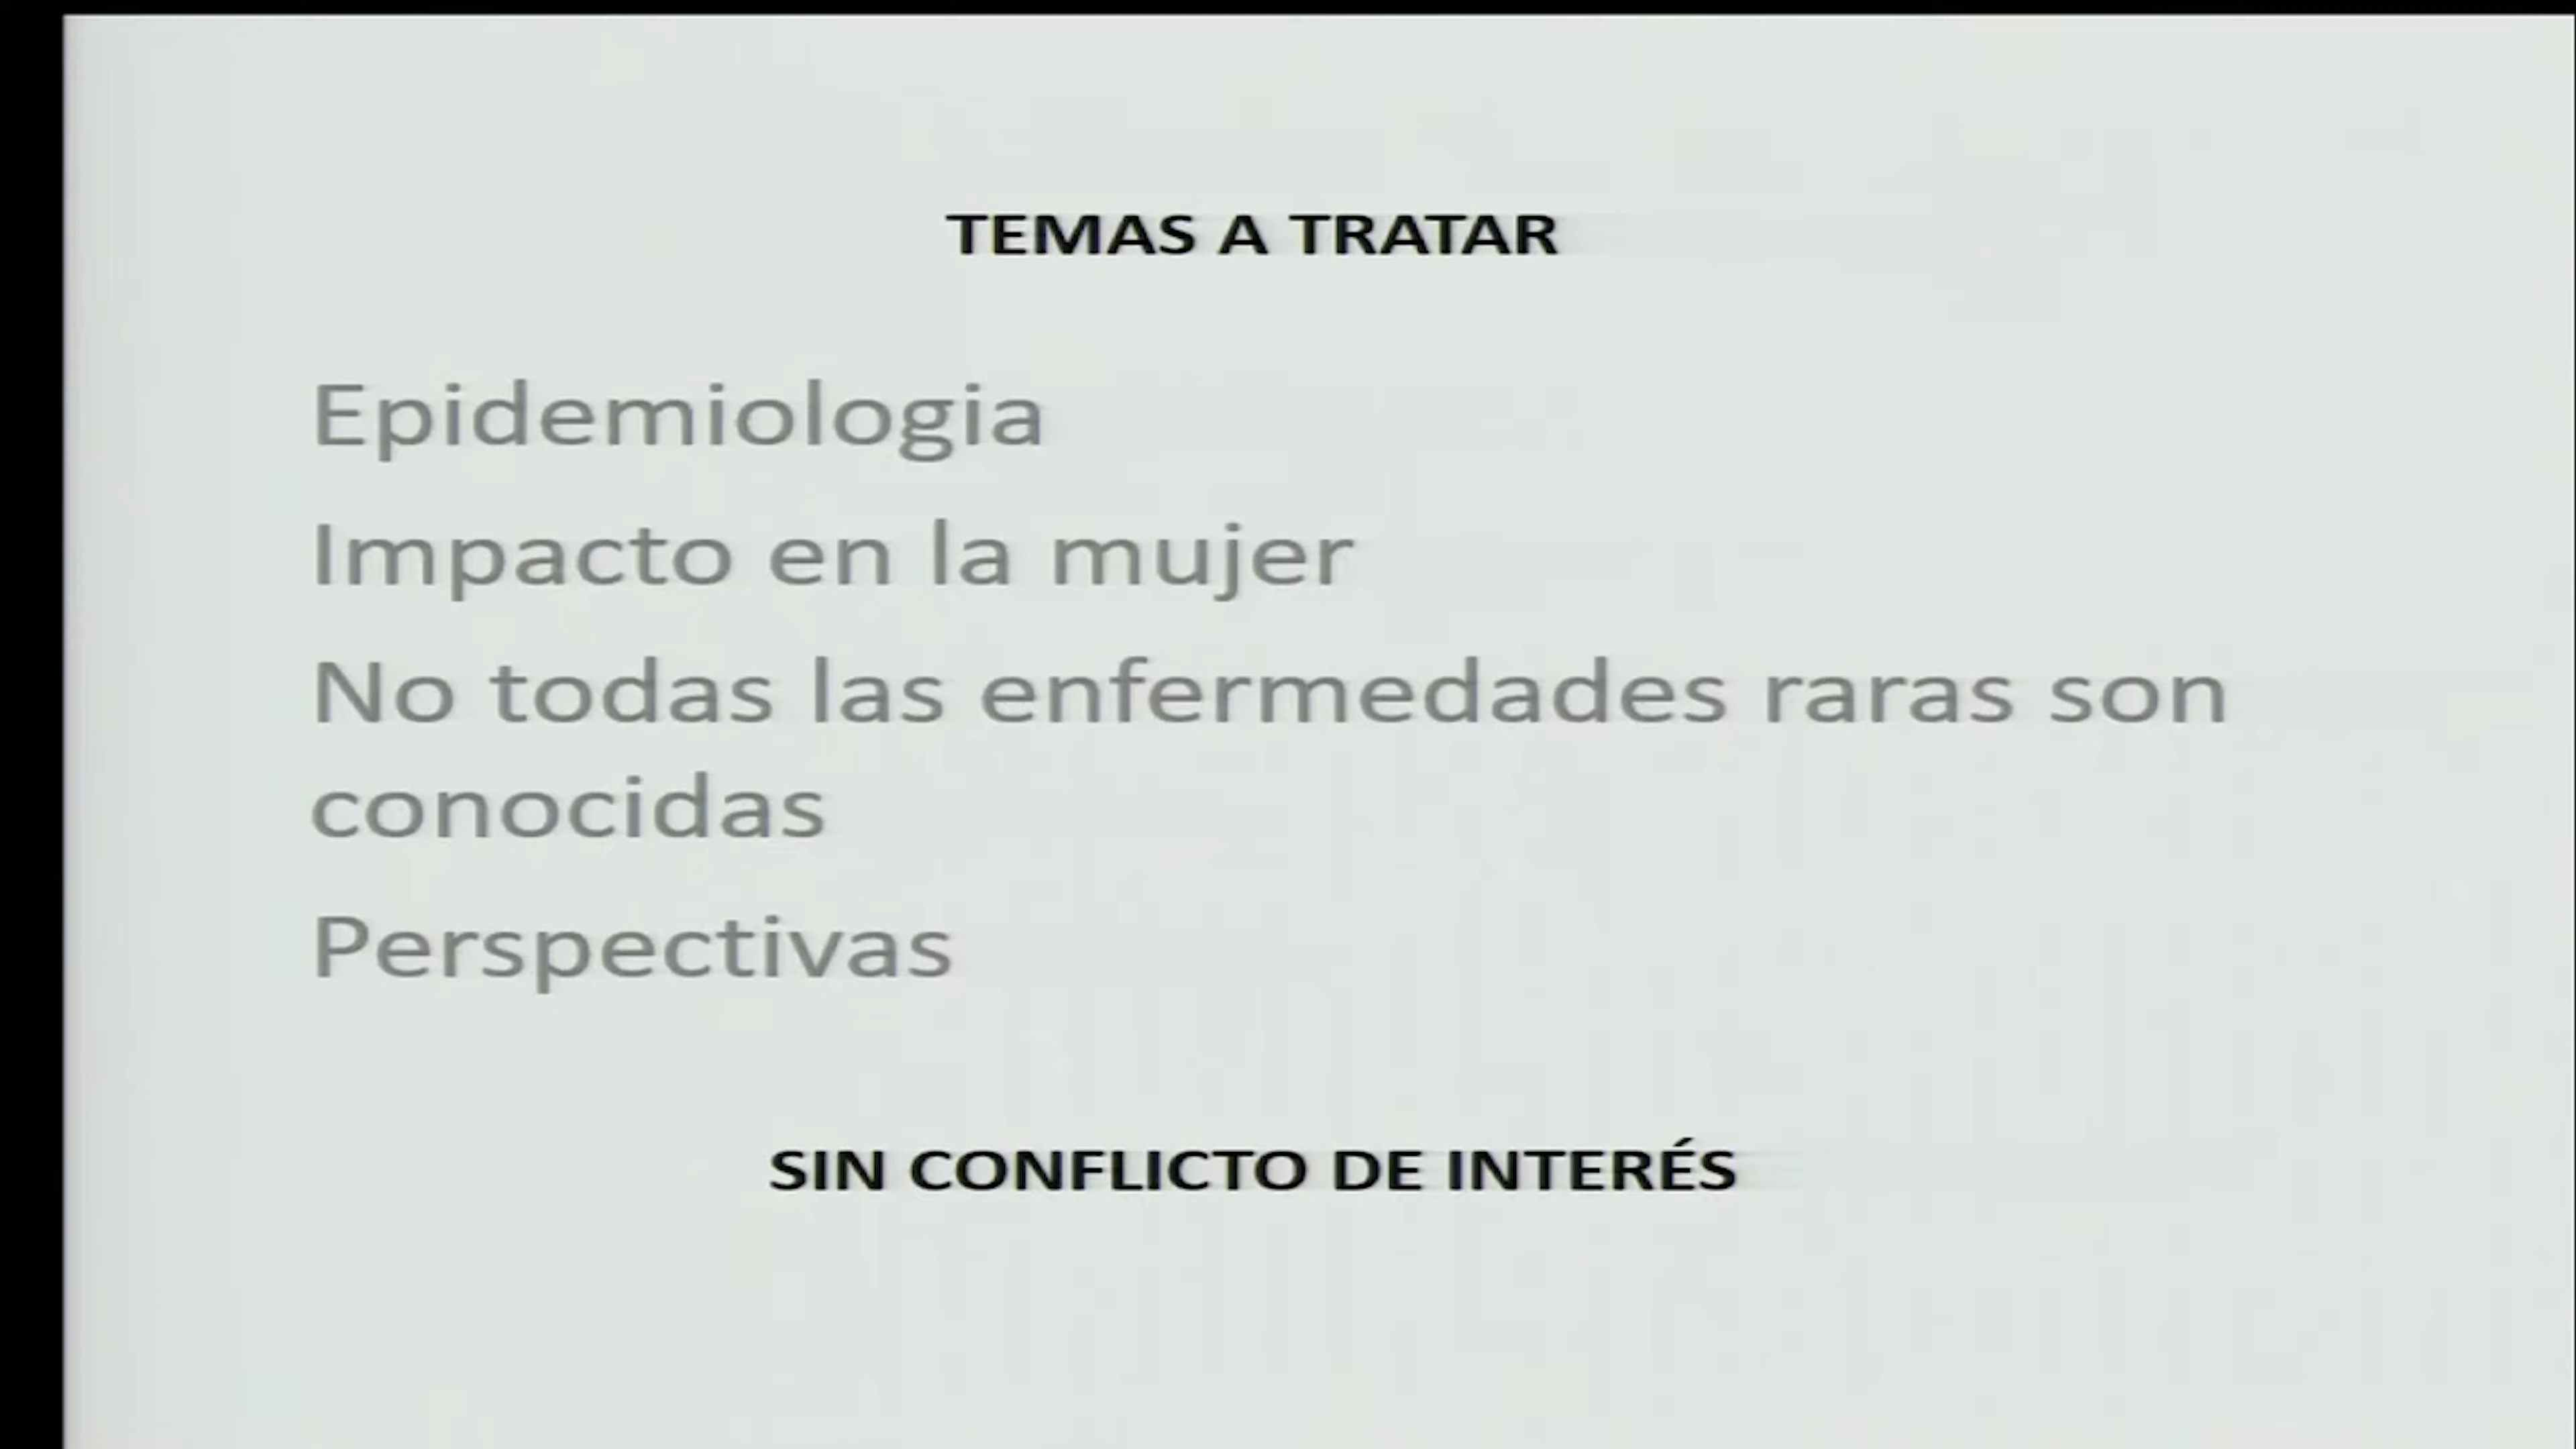 TEMAS A TRATAR
Epidemiologia
Impacto en la mujer
No todas las enfermedades raras son
conocidas
Perspectivas
SIN CONFLICTO DE INTERÉS